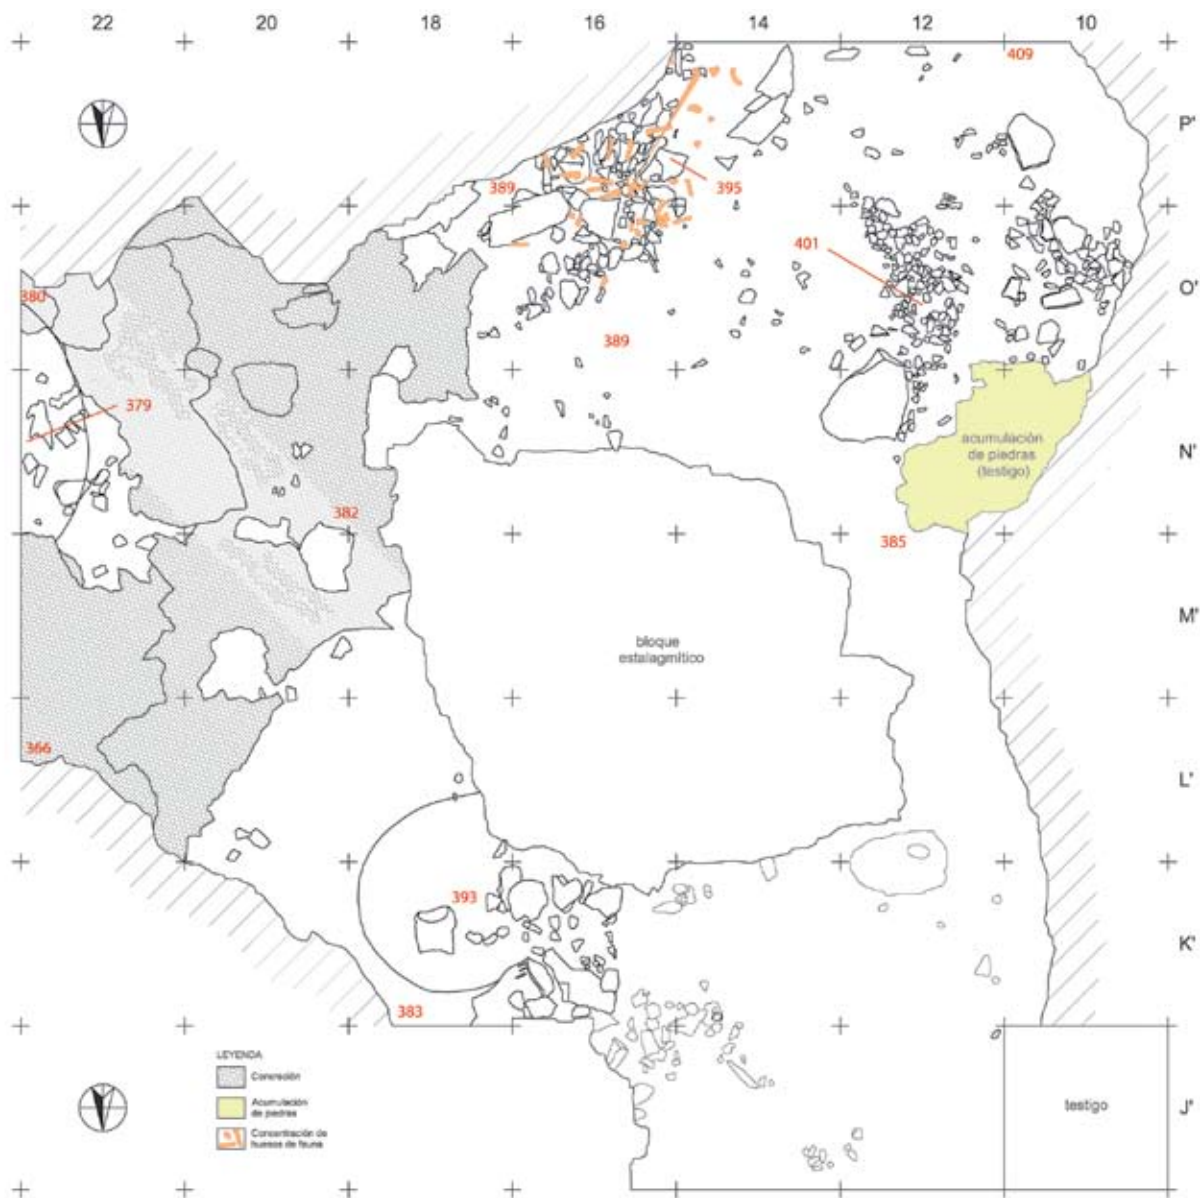 22 20 18 16 14 12 10
409
P'
389
395
401
380
O'
389
379
acumulación
de piedras
(testigo)
N'
382
385
M'
bloque
estalagmítico
366
L'
393
K'
383
LEYENDA
Concreción
Acumulación
de piedras
Concentración de
huesos de fauna
testigo
J'